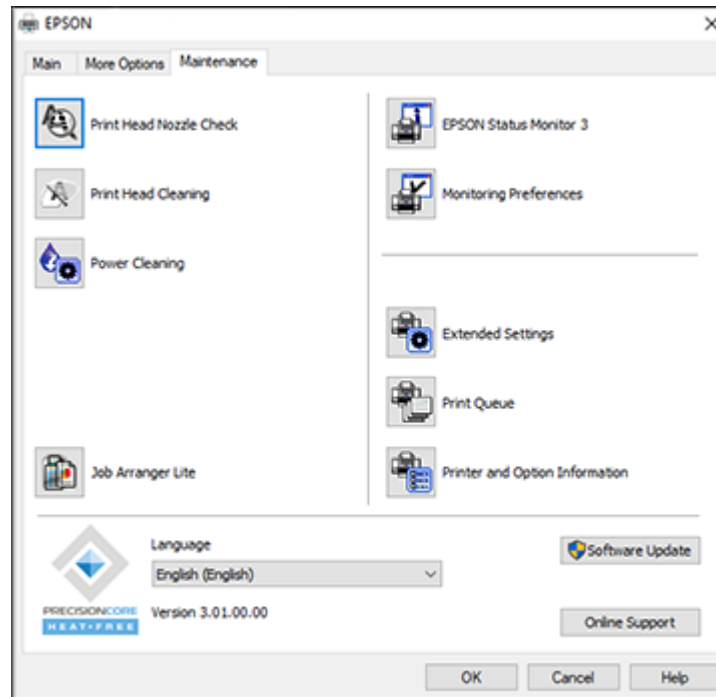 EPSON
Main More Options Maintenance
Print Head Nozzle Check
Print Head Cleaning
Power Cleaning
Job Arranger Lite
EPSON Status Monitor 3
Monitoring Preferences
Extended Settings
Print Queue
Printer and Option Information
PRECISIONCORE
HEAT-FREE
Language
English (English)
Version 3.01.00.00
Software Update
Online Support
OK Cancel Help